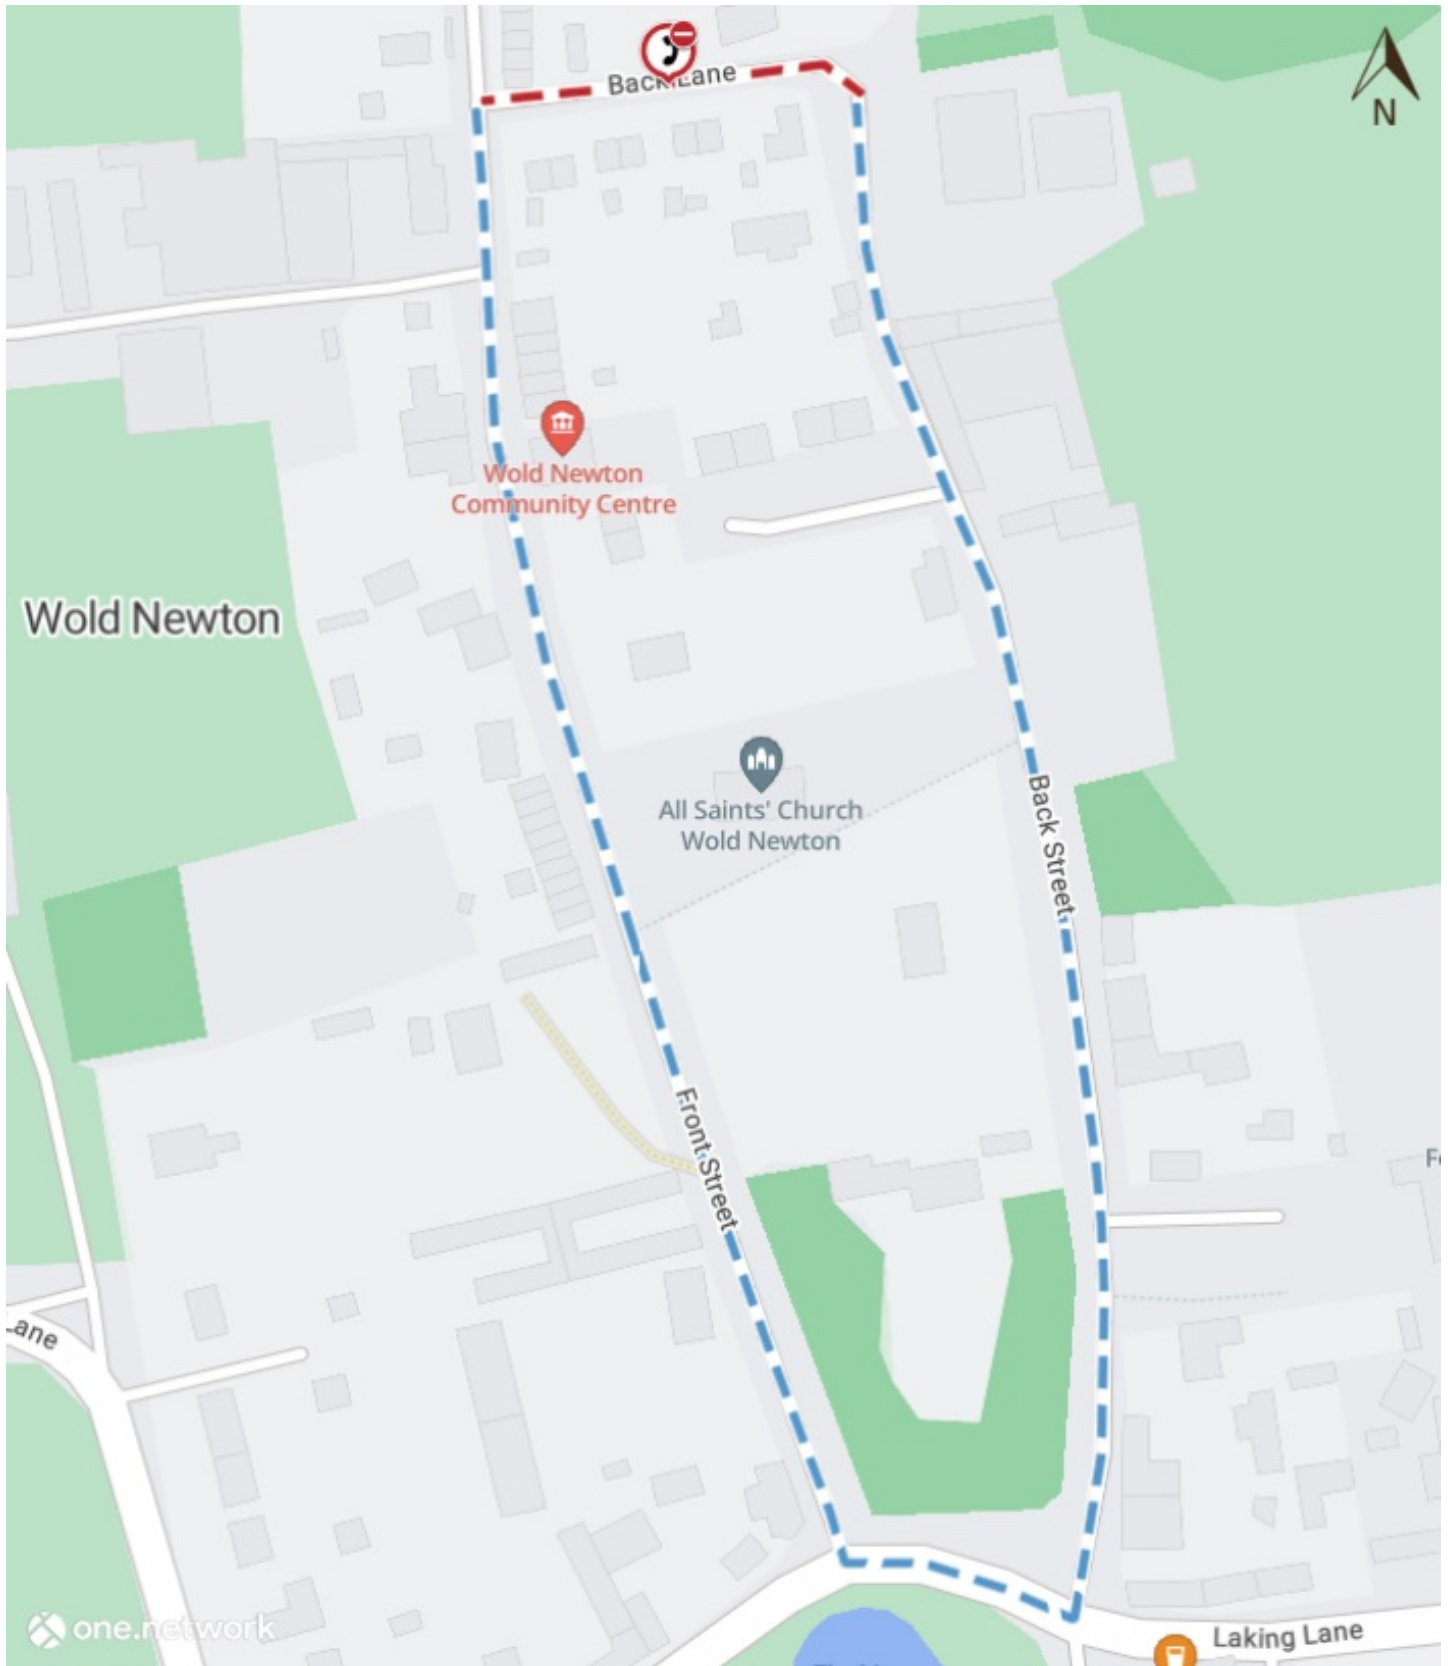 Back Lane
N
Wold Newton
Community Centre
Wold Newton
All Saints' Church
Wold Newton
Back Street
Front Street
Lane
one.network
Laking Lane